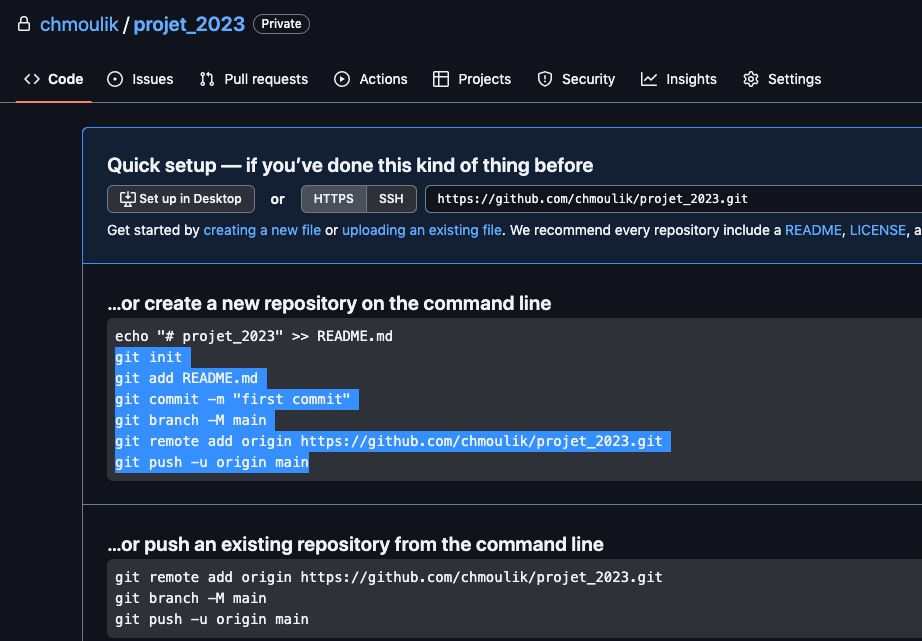 chmoulik / projet_2023 Private
Code Issues Pull requests Actions Projects Security Insights Settings
Quick setup — if you’ve done this kind of thing before
Set up in Desktop or HTTPS SSH https://github.com/chmoulik/projet_2023.git
Get started by creating a new file or uploading an existing file. We recommend every repository include a README, LICENSE, a
...or create a new repository on the command line
echo "# projet_2023" >> README.md
git init
git add README.md
git commit -m "first commit"
git branch -M main
git remote add origin https://github.com/chmoulik/projet_2023.git
git push -u origin main
...or push an existing repository from the command line
git remote add origin https://github.com/chmoulik/projet_2023.git
git branch -M main
git push -u origin main